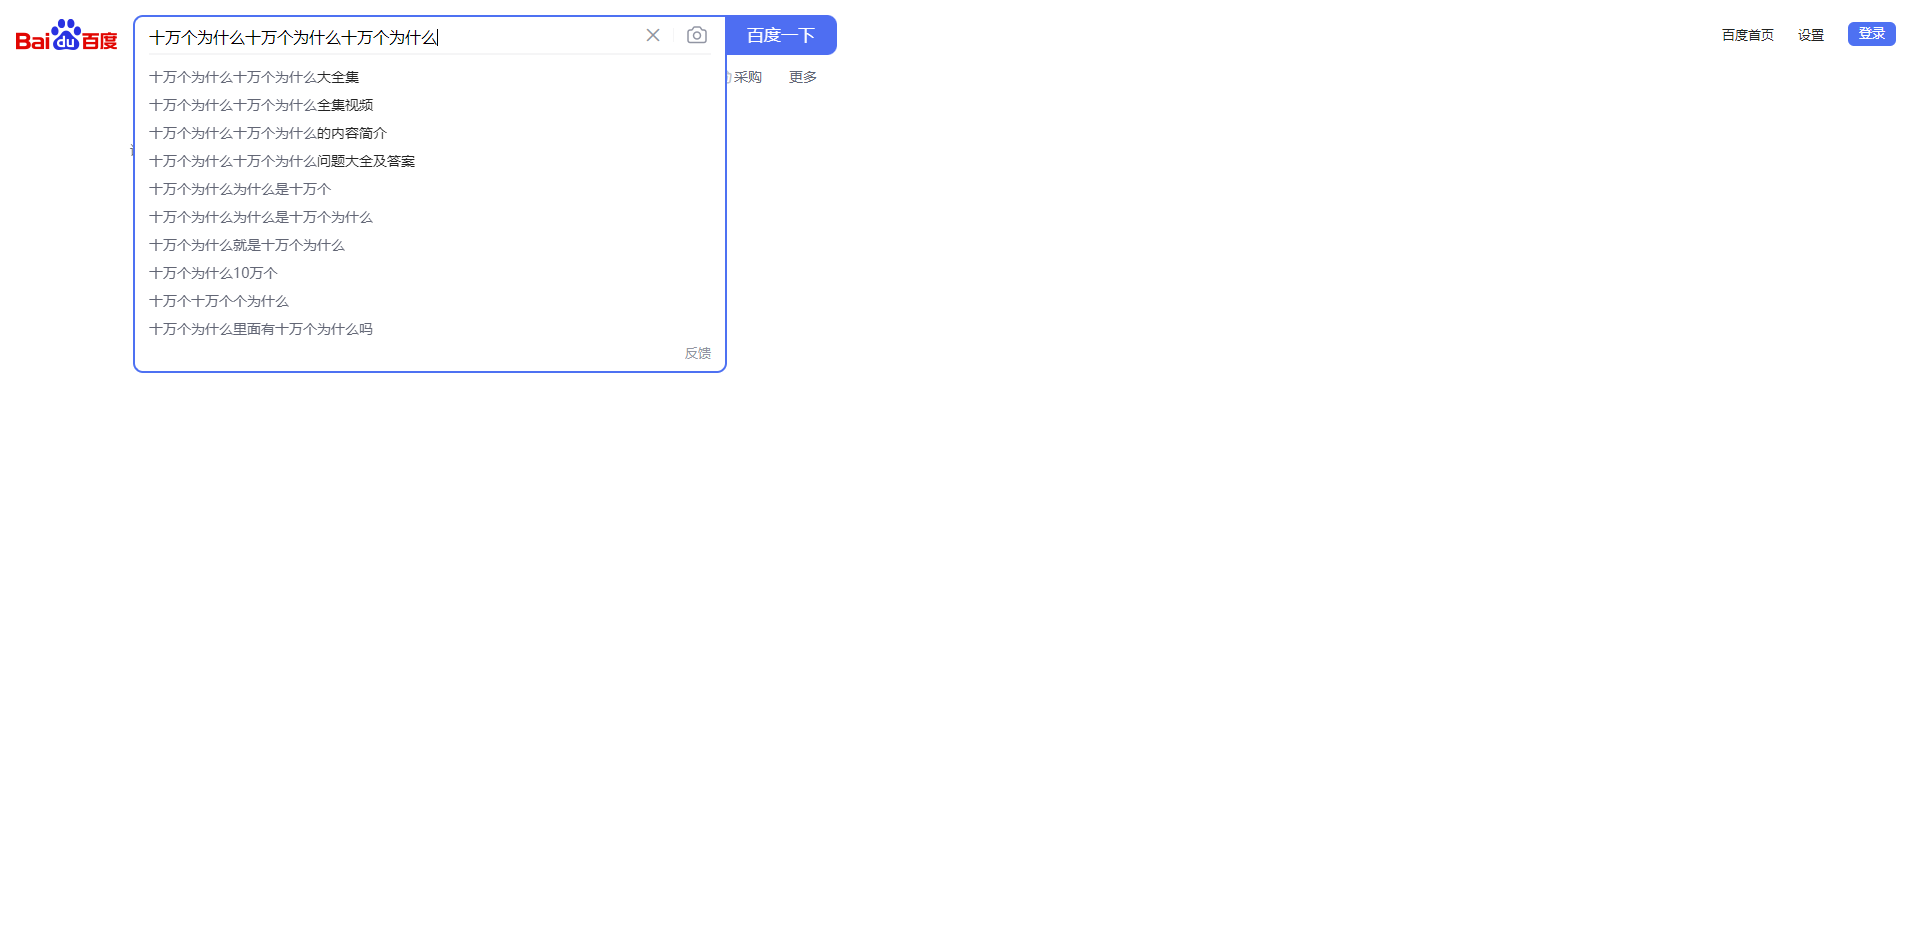 Bai du 百度
十万个为什么十万个为什么十万个为什么
百度一下
百度首页 设置 登录
采购 更多
十万个为什么十万个为什么大全集
十万个为什么十万个为什么全集视频
十万个为什么十万个为什么的内容简介
十万个为什么十万个为什么问题大全及答案
十万个为什么为什么是十万个
十万个为什么为什么是十万个为什么
十万个为什么就是十万个为什么
十万个为什么10万个
十万个十万个个为什么
十万个为什么里面有十万个为什么吗
反馈